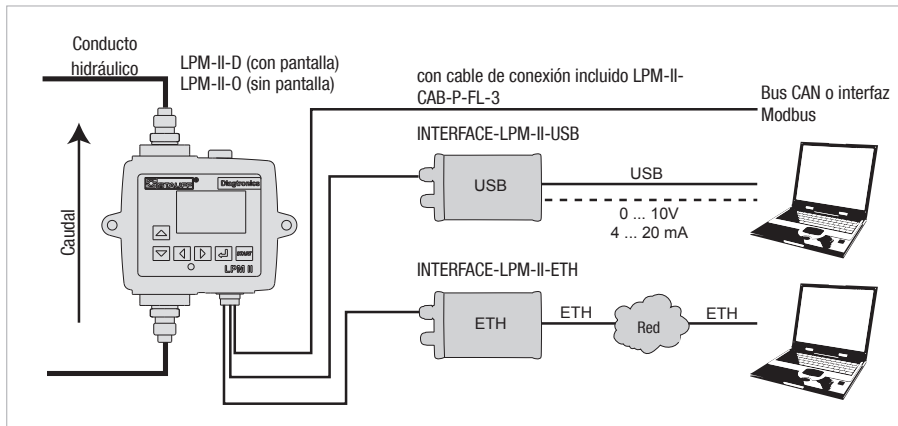 Conducto
hidráulico
LPM-II-D (con pantalla)
LPM-II-O (sin pantalla)
con cable de conexión incluido LPM-II-
CAB-P-FL-3
Bus CAN o interfaz
Modbus
INTERFACE-LPM-II-USB
USB
USB
0 ... 10V
4 ... 20 mA
Caudal
STAUFF®
Diagtronics
START
LPM II
INTERFACE-LPM-II-ETH
ETH
ETH
Red
ETH